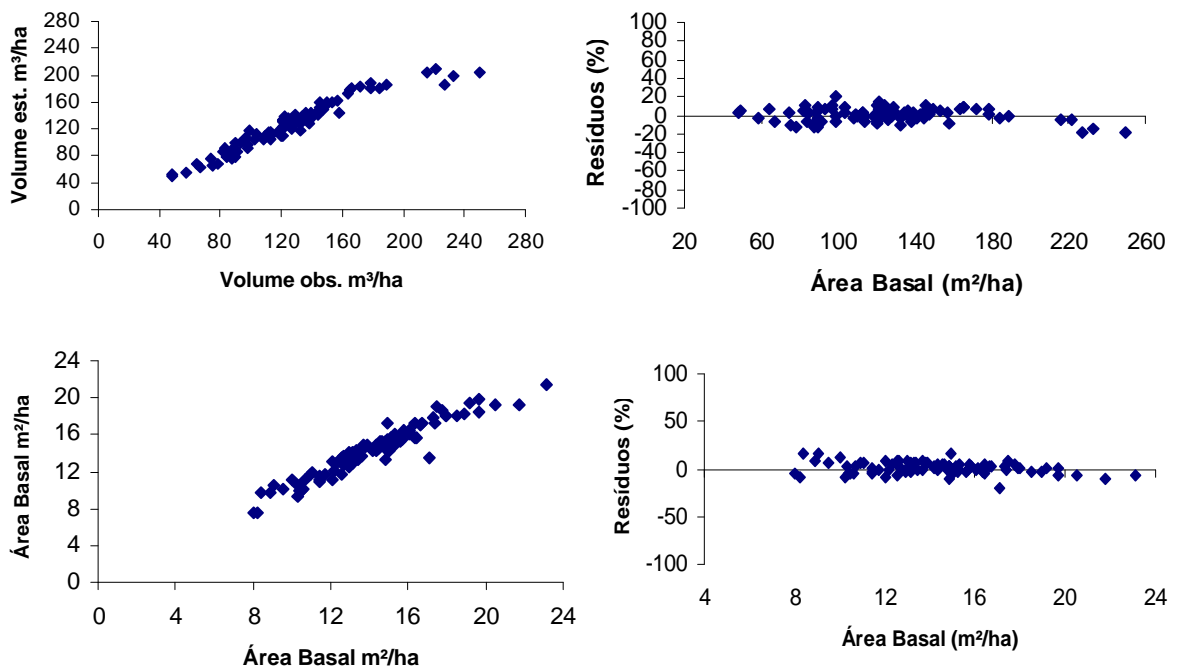 Volume est. m³/ha
280
240
200
160
120
80
40
0
0 40 80 120 160 200 240 280
Volume obs. m³/ha
Resíduos (%)
100
80
60
40
20
0
-20
-40
-60
-80
-100
20 60 100 140 180 220 260
Área Basal (m²/ha)
Área Basal m²/ha
24
20
16
12
8
4
0
0 4 8 12 16 20 24
Área Basal m²/ha
Resíduos (%)
100
50
0
-50
-100
4 8 12 16 20 24
Área Basal (m²/ha)